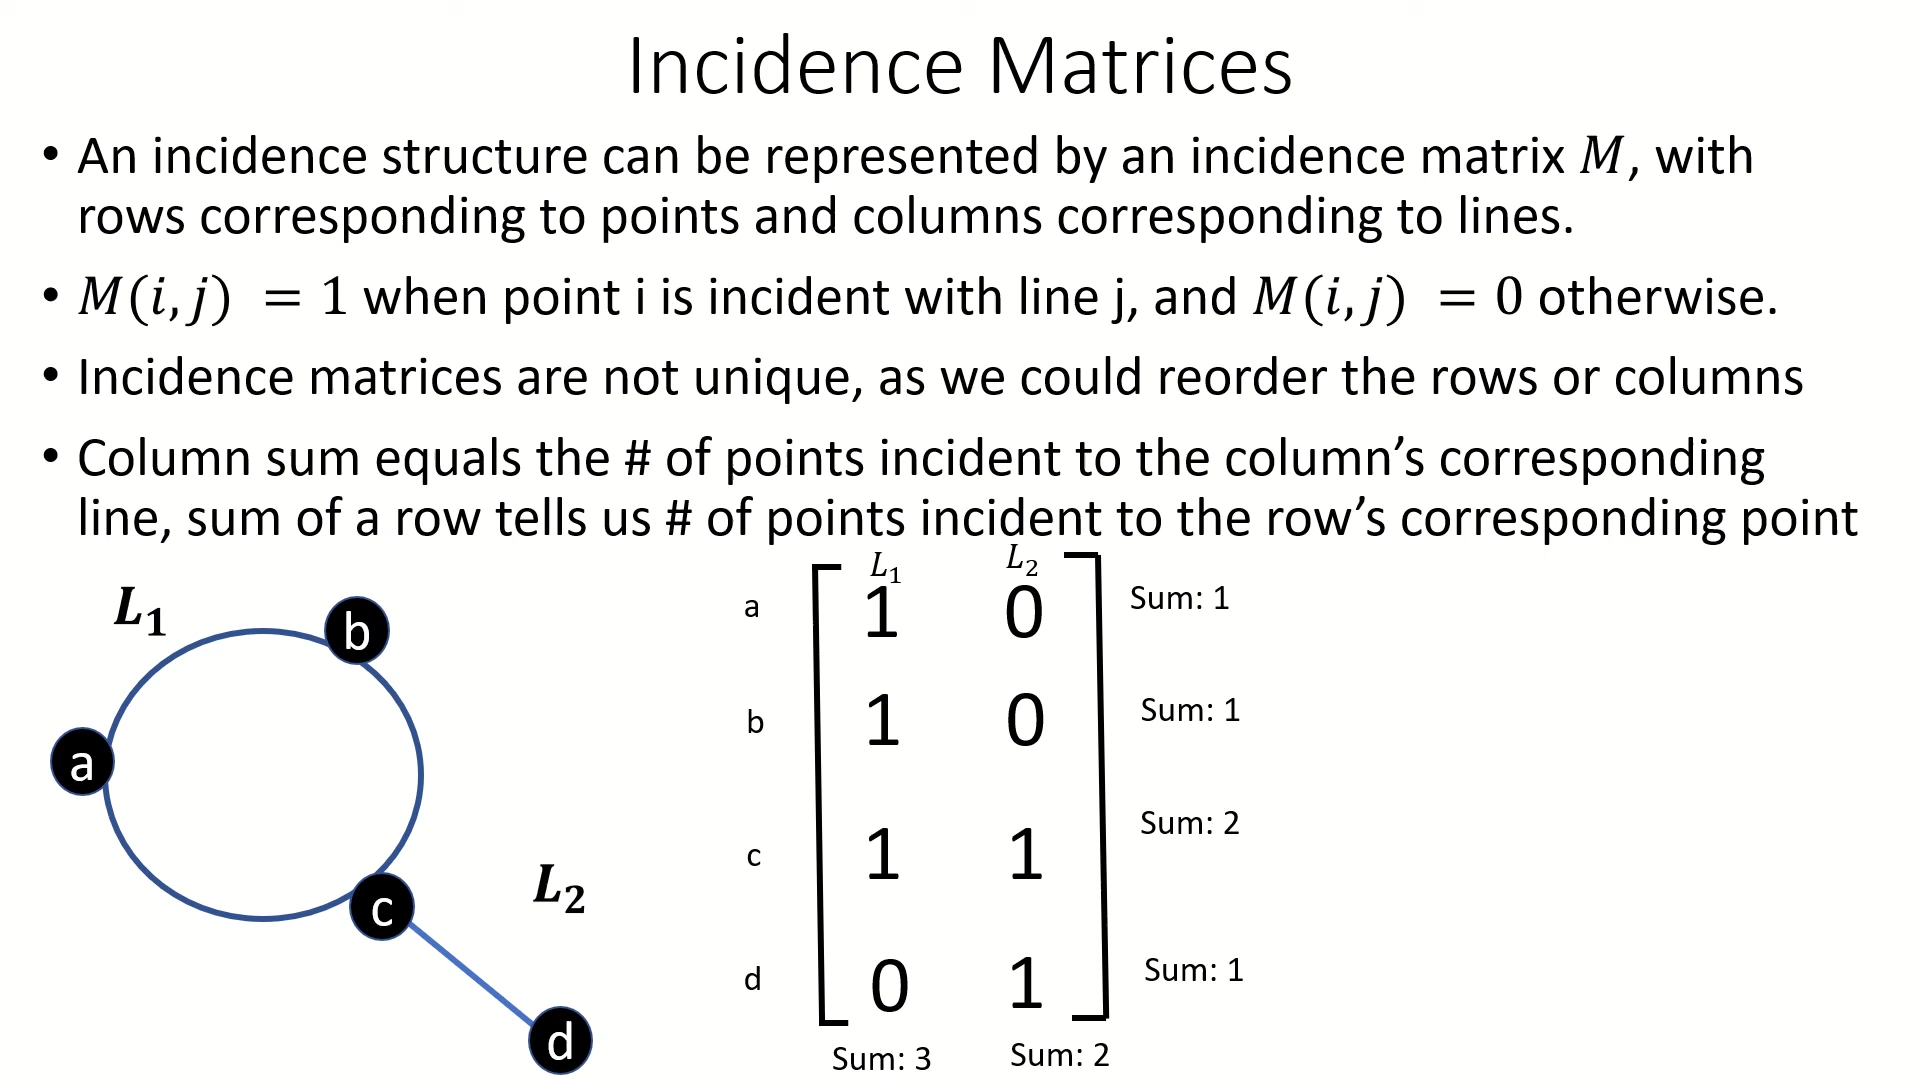 Incidence Matrices
• An incidence structure can be represented by an incidence matrix M, with
rows corresponding to points and columns corresponding to lines.
• M(i, j) = 1 when point i is incident with line j, and M(i, j) = 0 otherwise.
• Incidence matrices are not unique, as we could reorder the rows or columns
• Column sum equals the # of points incident to the column’s corresponding
line, sum of a row tells us # of points incident to the row’s corresponding point
L₁
b
a
c
L₂
d
L₁ L₂
a 1 0 Sum: 1
b 1 0 Sum: 1
c 1 1 Sum: 2
d 0 1 Sum: 1
Sum: 3 Sum: 2